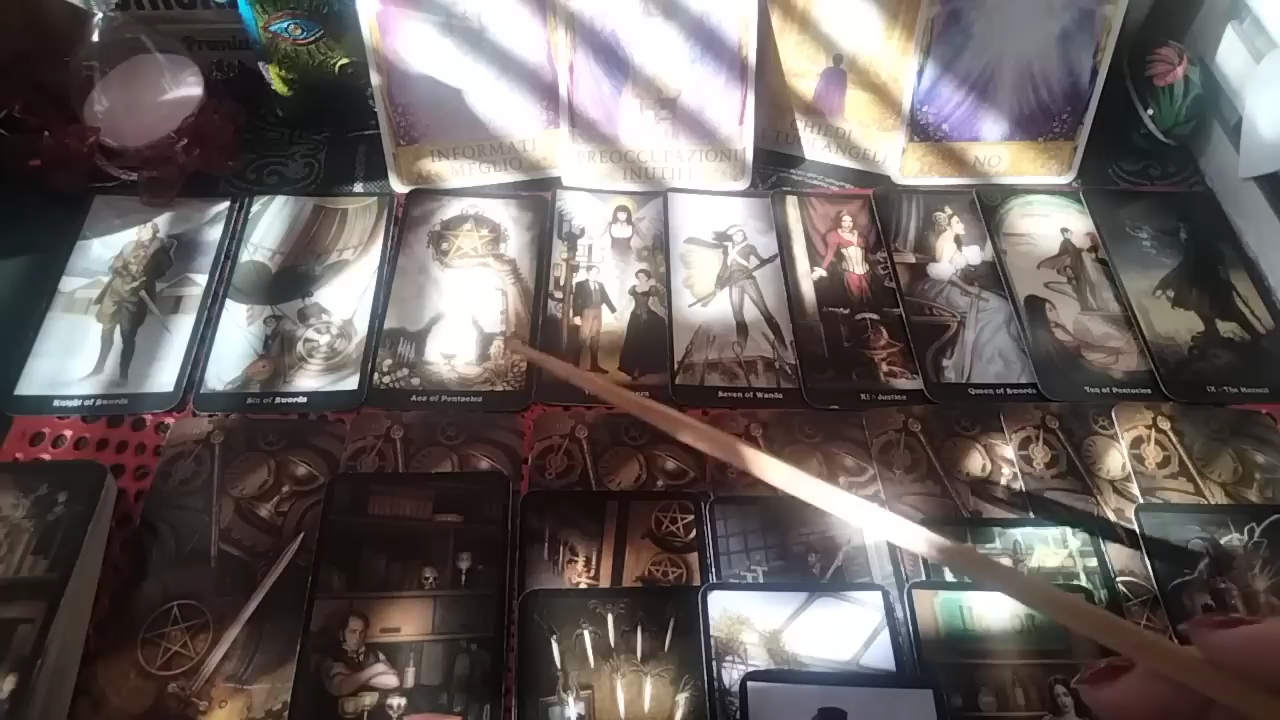 Pranic
INFORMATI
MEGLIO
PREOCCUPAZIONI
INUTILI
CHIEDI
I TUOI ANGELI
NO
Knight of Swords
Six of Swords
Ace of Pentacles
Seven of Wands
XI • Justice
Queen of Swords
Ten of Pentacles
IX • The Hermit